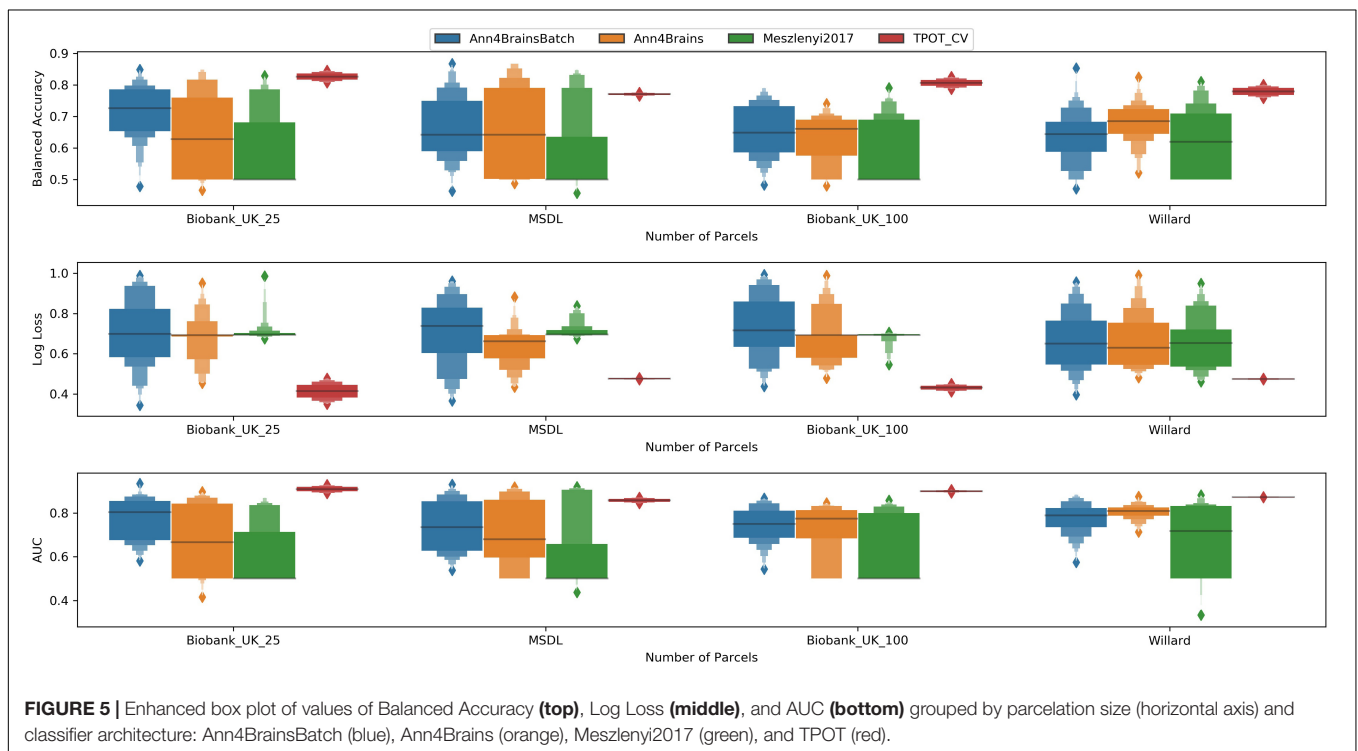 Ann4BrainsBatch Ann4Brains Meszlenyi2017 TPOT_CV
0.9
0.8
0.7
0.6
0.5
Balanced Accuracy
Biobank_UK_25 MSDL Biobank_UK_100 Willard
Number of Parcels
1.0
0.8
0.6
0.4
Log Loss
Biobank_UK_25 MSDL Biobank_UK_100 Willard
Number of Parcels
0.8
0.6
0.4
AUC
Biobank_UK_25 MSDL Biobank_UK_100 Willard
Number of Parcels
FIGURE 5 | Enhanced box plot of values of Balanced Accuracy (top), Log Loss (middle), and AUC (bottom) grouped by parcelation size (horizontal axis) and
classifier architecture: Ann4BrainsBatch (blue), Ann4Brains (orange), Meszlenyi2017 (green), and TPOT (red).